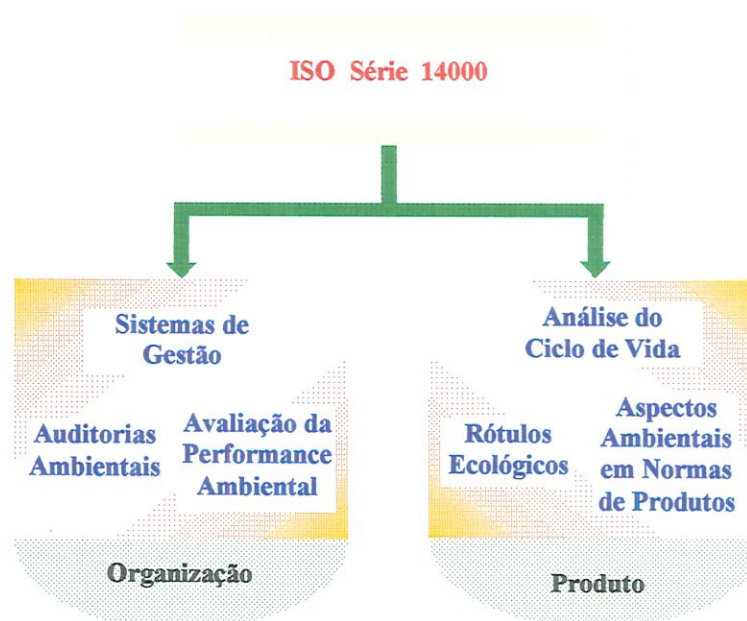 ISO Série 14000
Sistemas de
Gestão
Auditorias
Ambientais
Avaliação da
Performance
Ambiental
Organização
Análise do
Ciclo de Vida
Rótulos
Ecológicos
Aspectos
Ambientais
em Normas
de Produtos
Produto